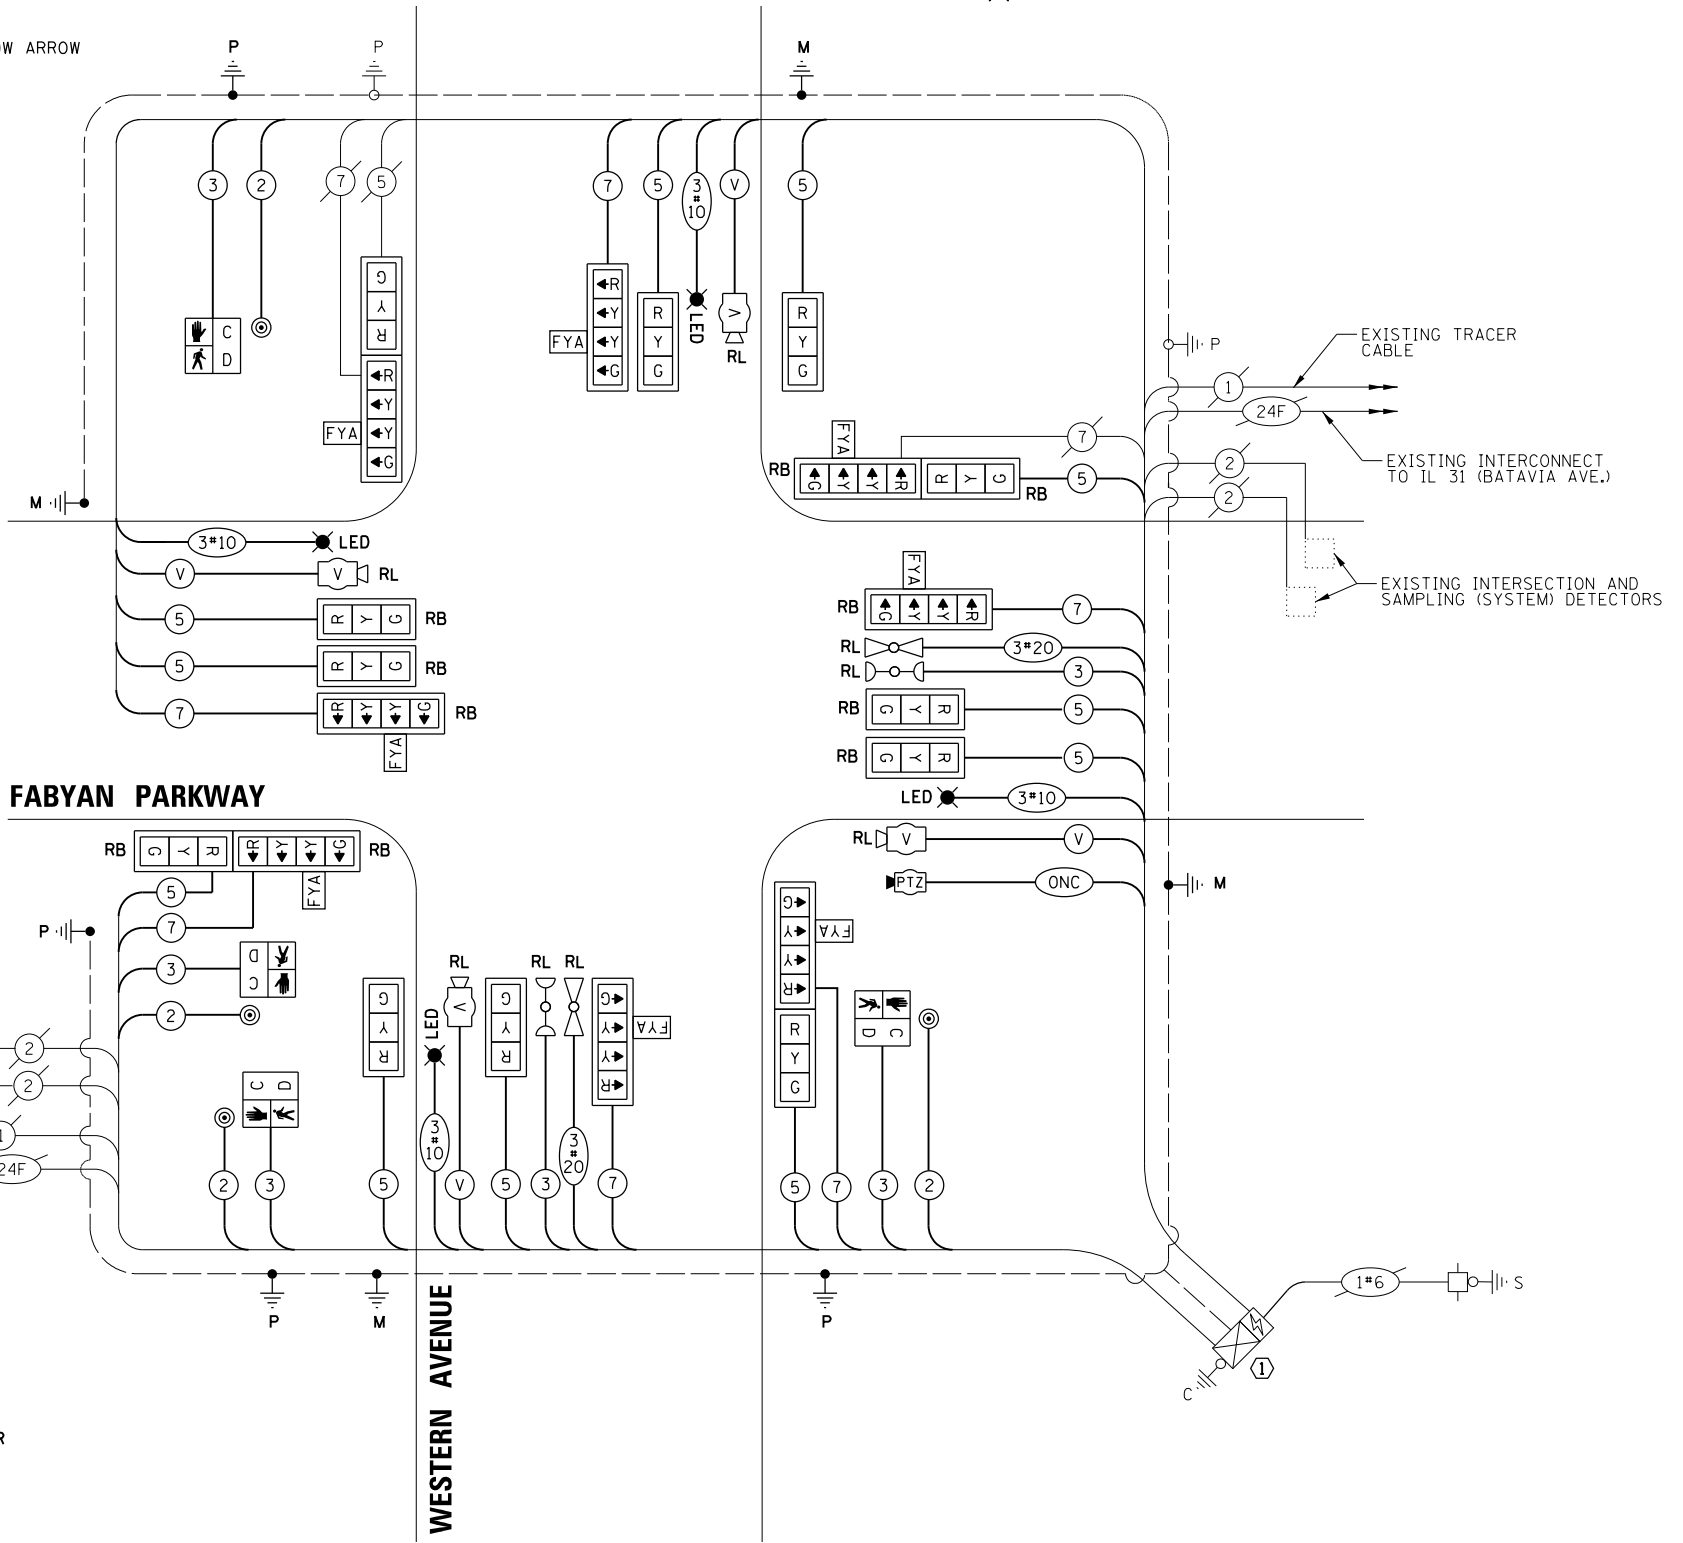 OW ARROW
P
P
M
3
2
7
5
7
5
3
#
10
V
5
G
Y
R
R
Y
Y
G
FYA
C
D
R
Y
Y
G
FYA
R
Y
G
LED
V
RL
R
Y
G
P
EXISTING TRACER
CABLE
1
24F
EXISTING INTERCONNECT
TO IL 31 (BATAVIA AVE.)
2
2
7
FYA
RB
G Y Y R R Y G
5
RB
M
3#10
LED
V
V
RL
5
R Y G
RB
5
R Y G
RB
7
R Y Y G
RB
FYA
FYA
RB
G Y Y R
7
RL
3#20
RL
3
RB
G Y R
5
RB
G Y R
5
LED
3#10
EXISTING INTERSECTION AND
SAMPLING (SYSTEM) DETECTORS
FABYAN PARKWAY
RB
G Y R R Y Y G
RB
FYA
5
7
RL
V
V
PTZ
ONC
M
P
3
D
C
2
2
2
1
24F
C D
2
3
G
Y
R
5
LED
3
#
10
RL
V
V
G
Y
R
5
RL
3
RL
3
#
20
G
Y
Y
R
FYA
7
G
Y
Y
R
FYA
R
Y
G
5
7
D C
3
2
P
M
P
WESTERN AVENUE
1#6
S
C
1
R